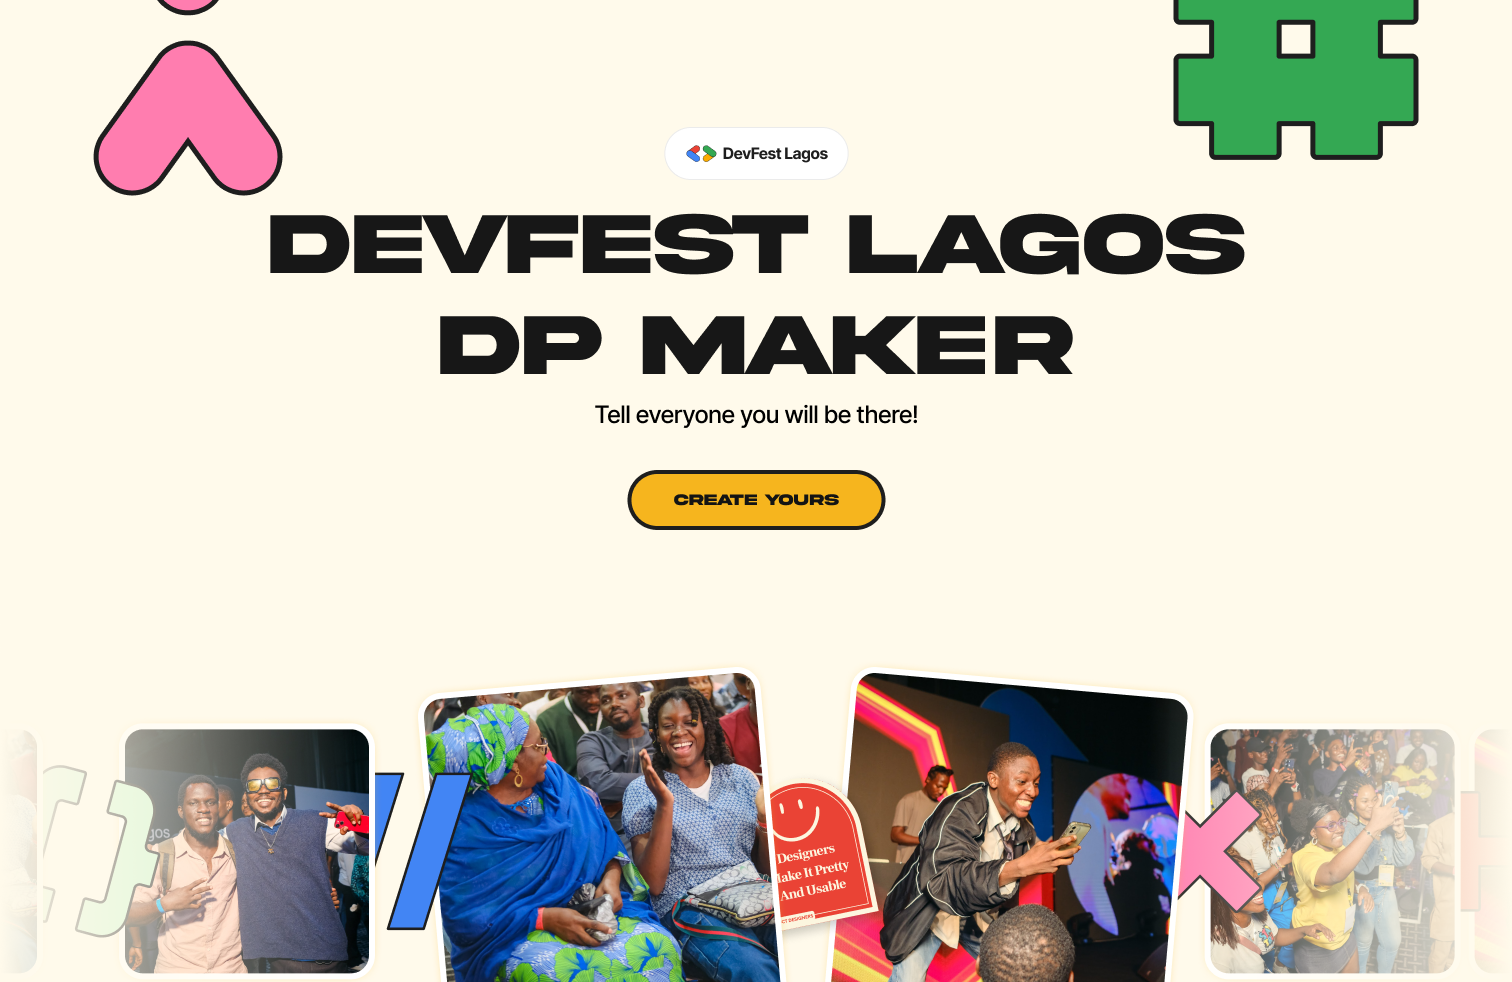 DevFest Lagos
DEVFEST LAGOS
DP MAKER
Tell everyone you will be there!
CREATE YOURS
Designers
Make It Pretty
And Usable